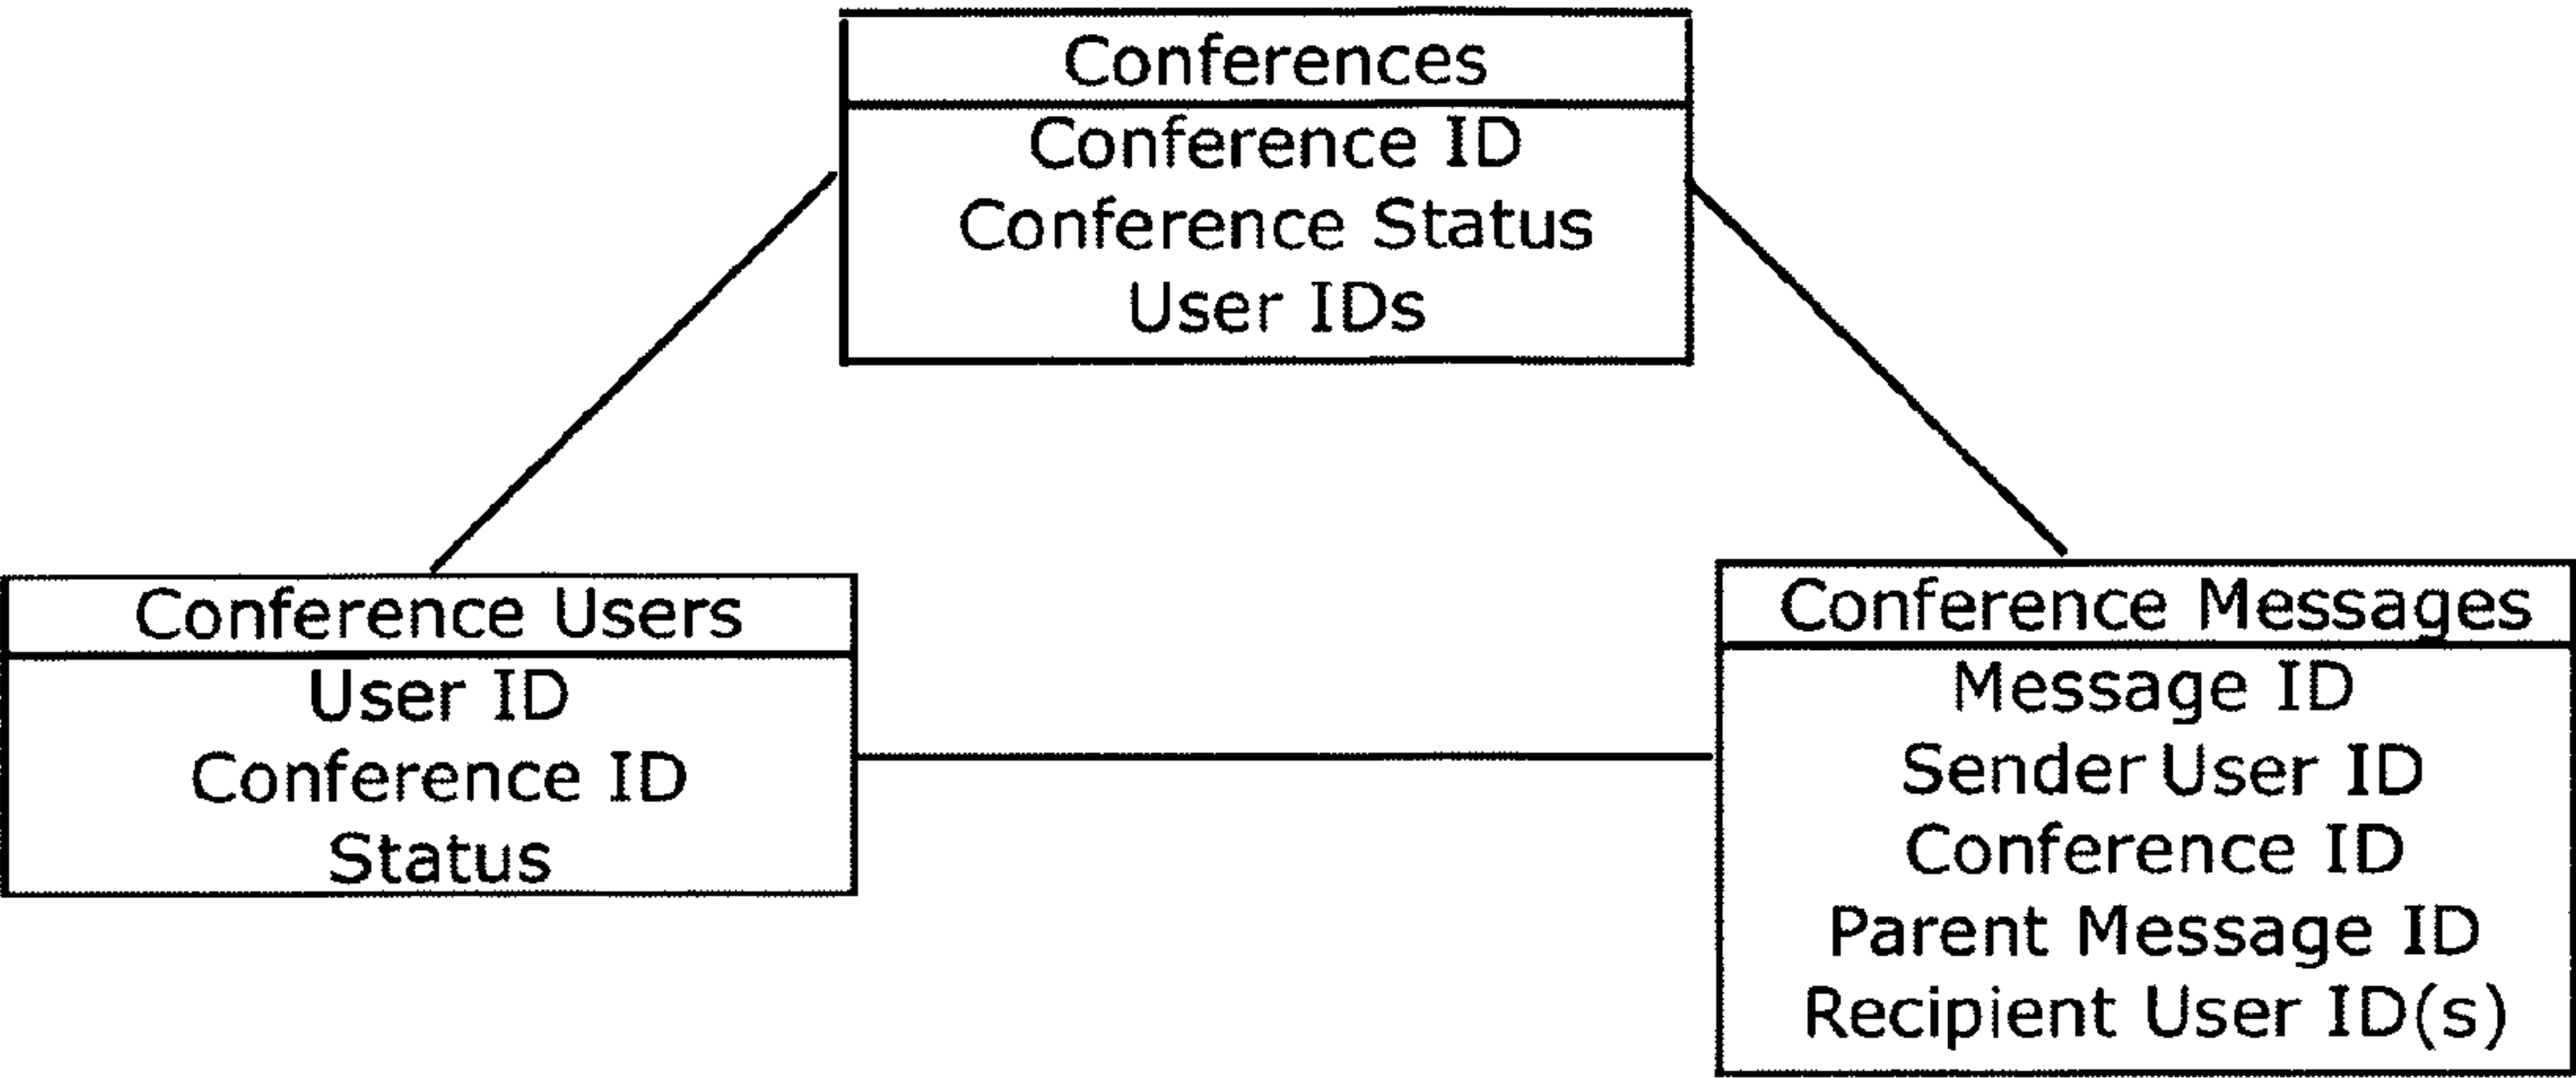 Conferences
Conference ID
Conference Status
User IDs
Conference Users
User ID
Conference ID
Status
Conference Messages
Message ID
Sender User ID
Conference ID
Parent Message ID
Recipient User ID(s)